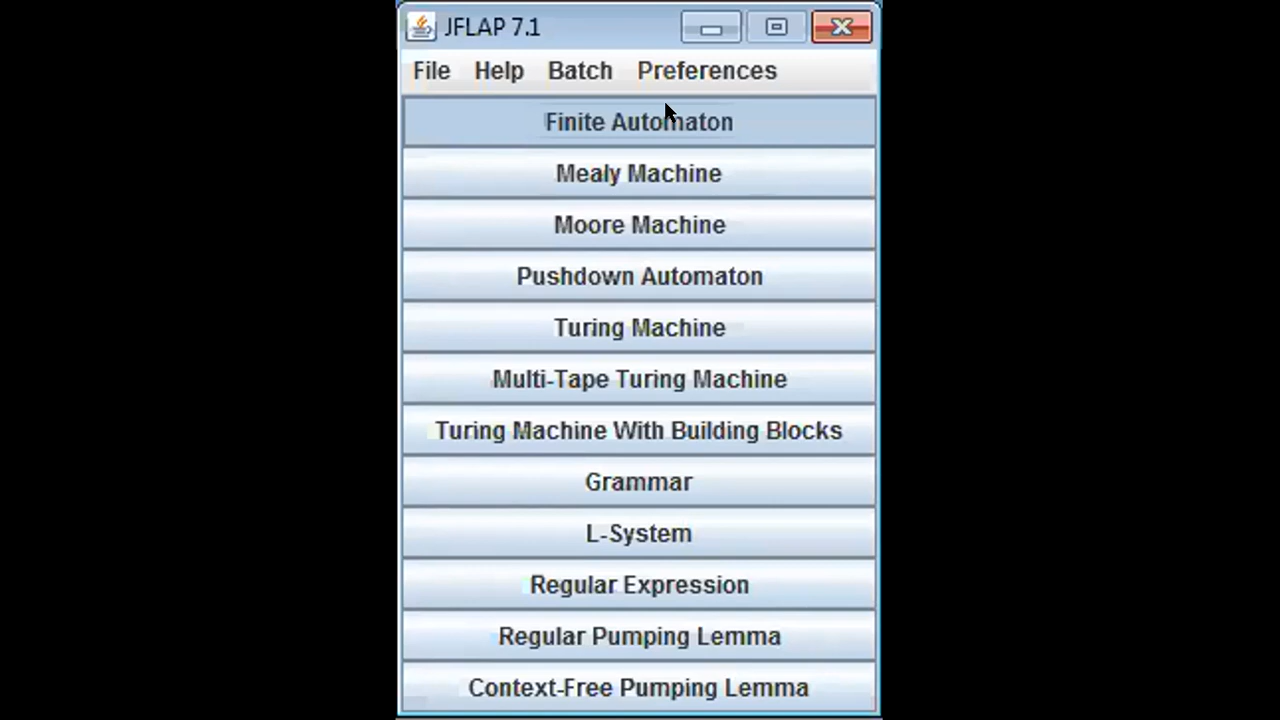 JFLAP 7.1
File Help Batch Preferences
Finite Automaton
Mealy Machine
Moore Machine
Pushdown Automaton
Turing Machine
Multi-Tape Turing Machine
Turing Machine With Building Blocks
Grammar
L-System
Regular Expression
Regular Pumping Lemma
Context-Free Pumping Lemma